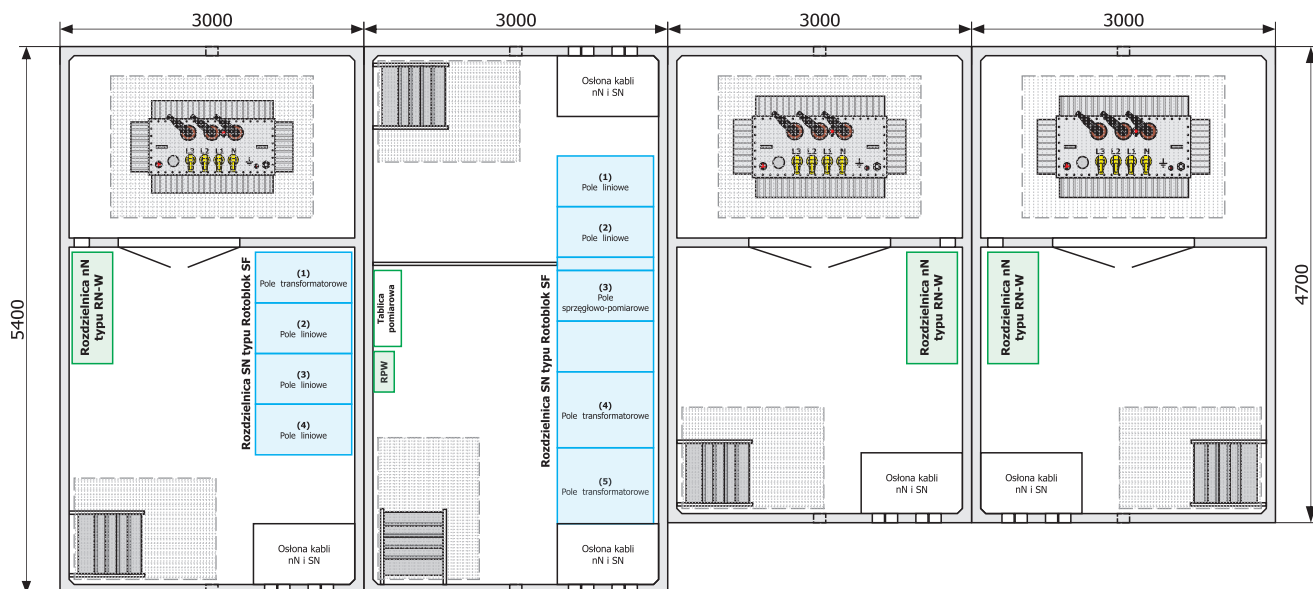 3000
3000
3000
3000
5400
4700
L3 L2 L1 N
Rozdzielnica nN
typu RN-W
Rozdzielnica SN typu Rotoblok SF
(1)
Pole transformatorowe
(2)
Pole liniowe
(3)
Pole liniowe
(4)
Pole liniowe
Osłona kabli
nN i SN
Osłona kabli
nN i SN
(1)
Pole liniowe
(2)
Pole liniowe
(3)
Pole
sprzęgłowo-pomiarowe
(4)
Pole transformatorowe
(5)
Pole transformatorowe
Rozdzielnica SN typu Rotoblok SF
Tablica
pomiarowa
RPW
Osłona kabli
nN i SN
L3 L2 L1 N
Rozdzielnica nN
typu RN-W
Osłona kabli
nN i SN
L3 L2 L1 N
Rozdzielnica nN
typu RN-W
Osłona kabli
nN i SN